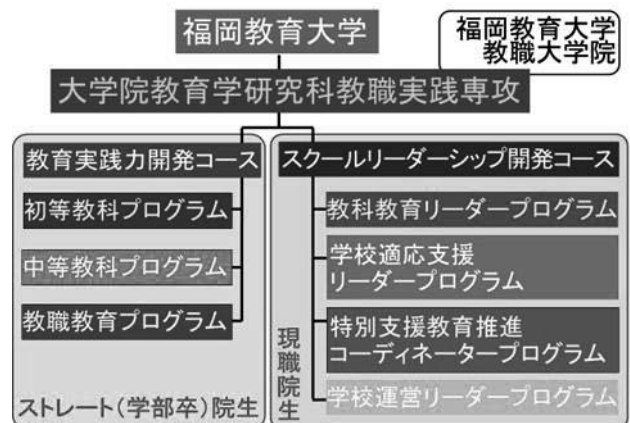 福岡教育大学
福岡教育大学
教職大学院
大学院教育学研究科教職実践専攻
教育実践力開発コース
初等教科プログラム
中等教科プログラム
教職教育プログラム
ストレート(学部卒)院生
スクールリーダーシップ開発コース
教科教育リーダープログラム
学校適応支援
リーダープログラム
特別支援教育推進
コーディネータープログラム
学校運営リーダープログラム
現職院生